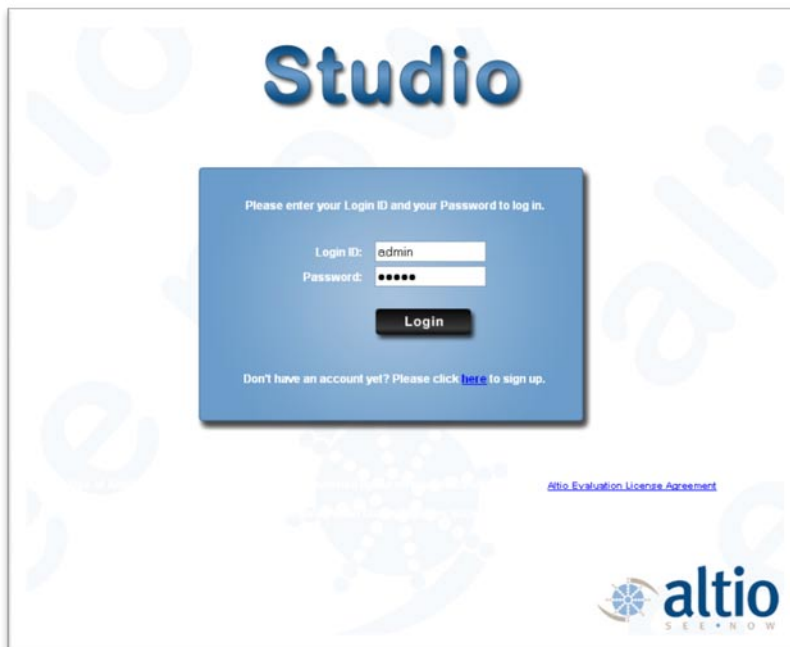 Studio
Please enter your Login ID and your Password to log in.
Login ID: admin
Password: •••••
Login
Don't have an account yet? Please click here to sign up.
Altio Evaluation License Agreement
altio
SEE • NOW